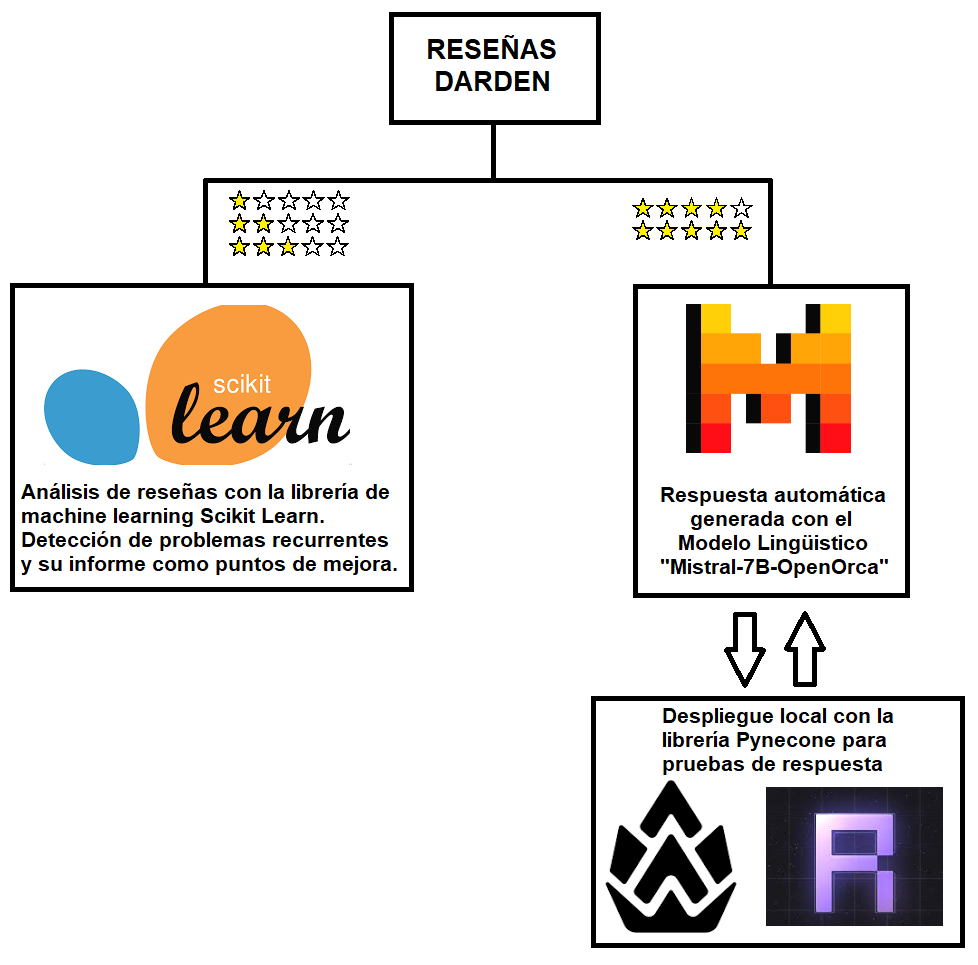 RESEÑAS
DARDEN
scikit
learn
Análisis de reseñas con la librería de
machine learning Scikit Learn.
Detección de problemas recurrentes
y su informe como puntos de mejora.
Respuesta automática
generada con el
Modelo Lingüistico
"Mistral-7B-OpenOrca"
Despliegue local con la
librería Pynecone para
pruebas de respuesta